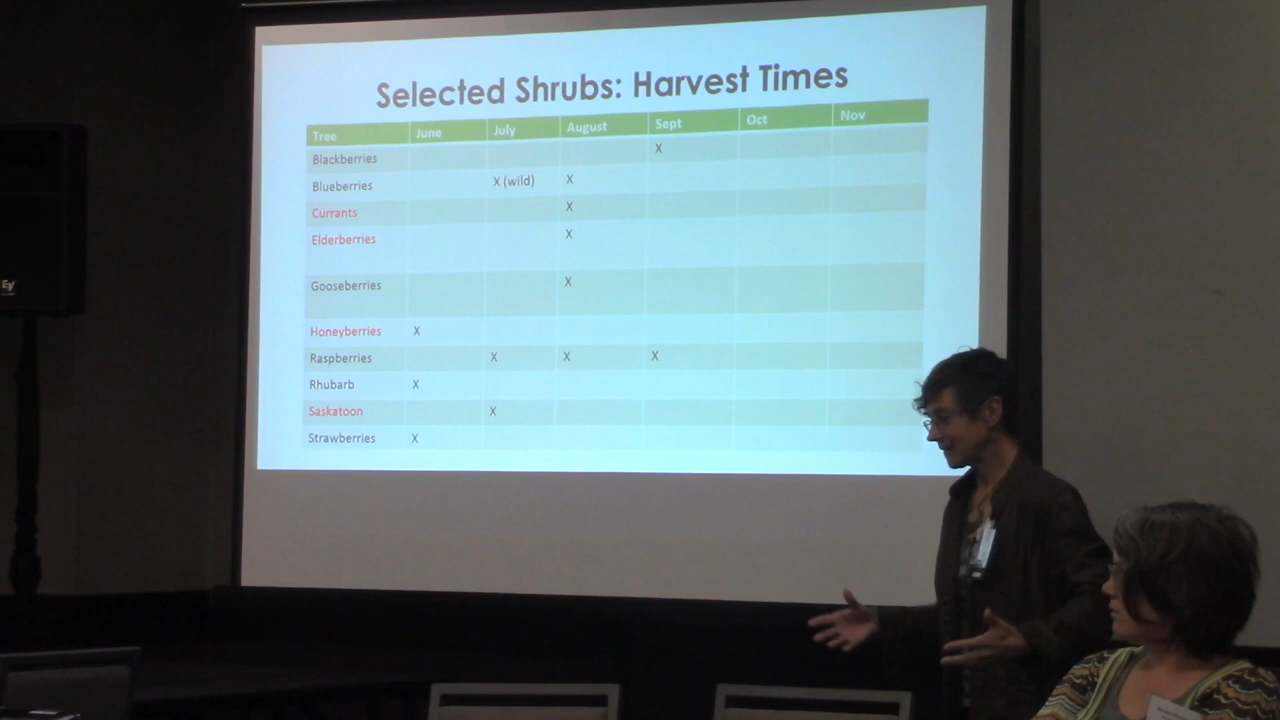 Selected Shrubs: Harvest Times
Tree June July August Sept Oct Nov
Blackberries X
Blueberries X (wild) X
Currants X
Elderberries X
Gooseberries X
Honeyberries X
Raspberries X X X
Rhubarb X
Saskatoon X
Strawberries X
EV